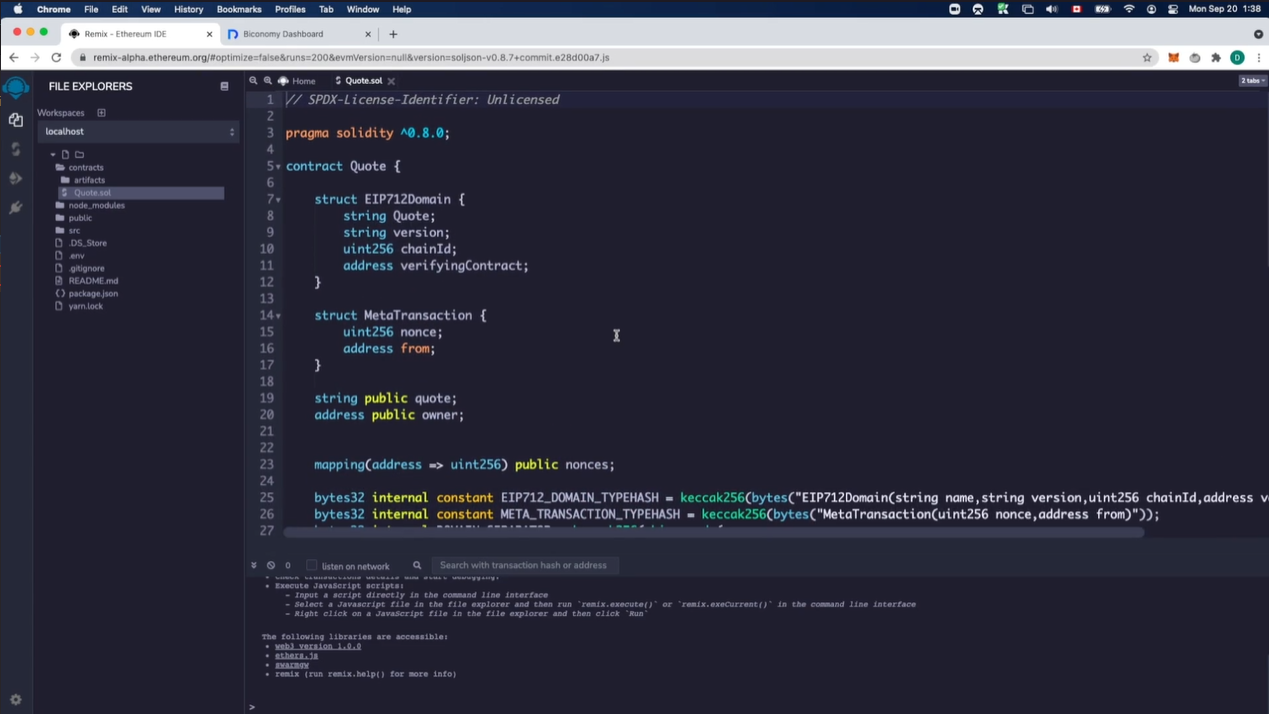 Chrome File Edit View History Bookmarks Profiles Tab Window Help Mon Sep 20 1:38
Remix - Ethereum IDE Biconomy Dashboard
remix-alpha.ethereum.org/#optimize=false&runs=200&evmVersion=null&version=soljson-v0.8.7+commit.e28d00a7.js D
FILE EXPLORERS
Home Quote.sol 2 tabs
Workspaces
localhost
contracts
artifacts
Quote.sol
node_modules
public
src
.DS_Store
.env
.gitignore
README.md
package.json
yarn.lock
1 // SPDX-License-Identifier: Unlicensed
2
3 pragma solidity ^0.8.0;
4
5 contract Quote {
6
7 struct EIP712Domain {
8 string Quote;
9 string version;
10 uint256 chainId;
11 address verifyingContract;
12 }
13
14 struct MetaTransaction {
15 uint256 nonce;
16 address from;
17 }
18
19 string public quote;
20 address public owner;
21
22
23 mapping(address => uint256) public nonces;
24
25 bytes32 internal constant EIP712_DOMAIN_TYPEHASH = keccak256(bytes("EIP712Domain(string name,string version,uint256 chainId,address ve
26 bytes32 internal constant META_TRANSACTION_TYPEHASH = keccak256(bytes("MetaTransaction(uint256 nonce,address from)"));
27
0 listen on network Search with transaction hash or address
• Check transactions details and start debugging.
• Execute JavaScript scripts:
- Input a script directly in the command line interface
- Select a Javascript file in the file explorer and then run `remix.execute()` or `remix.exeCurrent()` in the command line interface
- Right click on a JavaScript file in the file explorer and then click `Run`
The following libraries are accessible:
• web3 version 1.0.0
• ethers.js
• swarmgw
• remix (run remix.help() for more info)
>